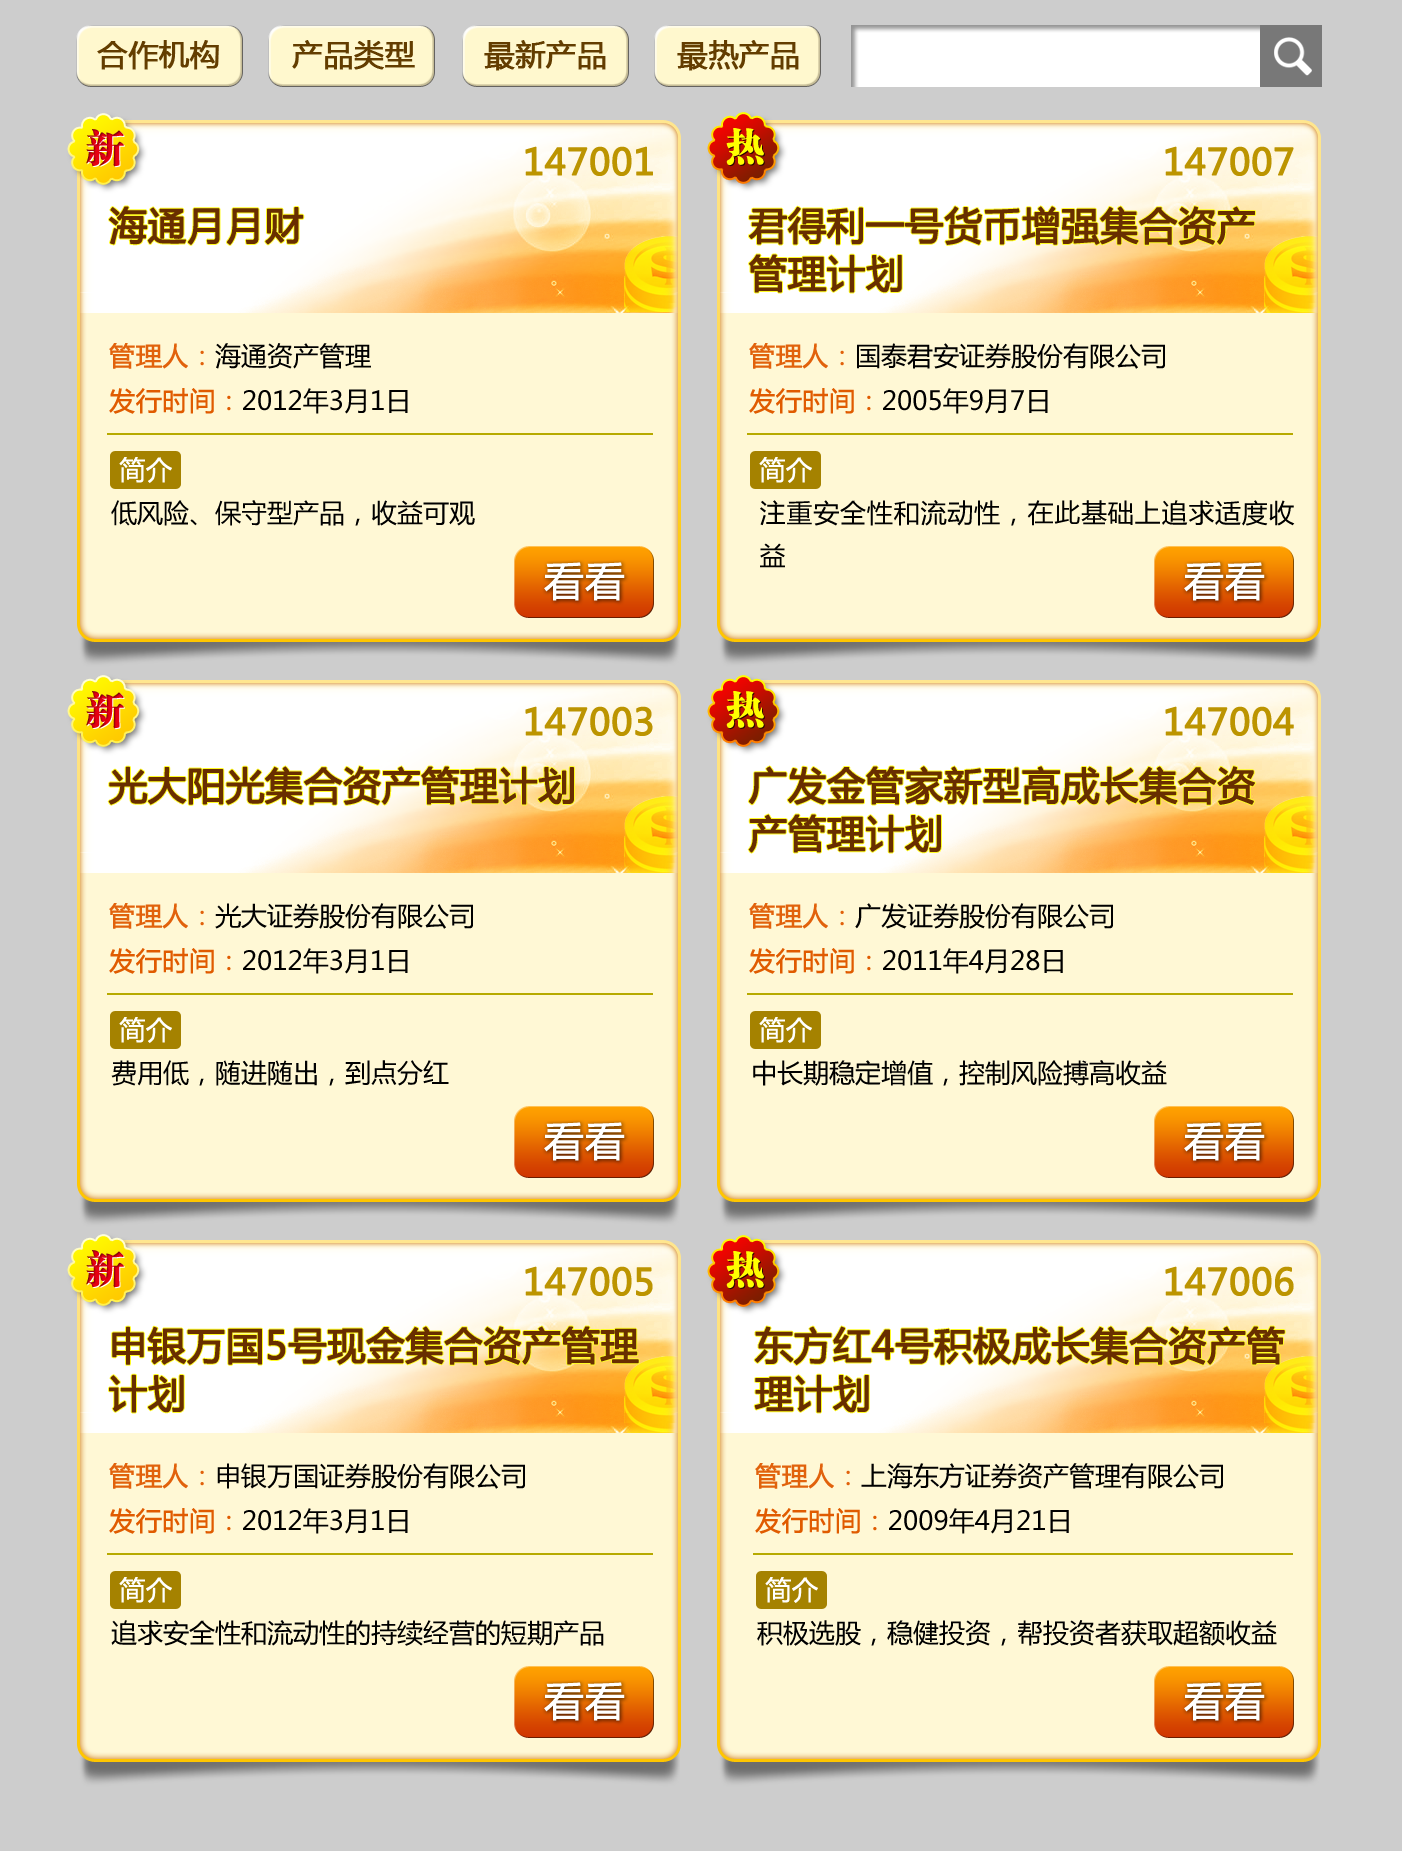 合作机构
产品类型
最新产品
最热产品
新
147001
海通月月财
管理人：海通资产管理
发行时间：2012年3月1日
简介
低风险、保守型产品，收益可观
看看
热
147007
君得利一号货币增强集合资产
管理计划
管理人：国泰君安证券股份有限公司
发行时间：2005年9月7日
简介
注重安全性和流动性，在此基础上追求适度收
益
看看
新
147003
光大阳光集合资产管理计划
管理人：光大证券股份有限公司
发行时间：2012年3月1日
简介
费用低，随进随出，到点分红
看看
热
147004
广发金管家新型高成长集合资
产管理计划
管理人：广发证券股份有限公司
发行时间：2011年4月28日
简介
中长期稳定增值，控制风险搏高收益
看看
新
147005
申银万国5号现金集合资产管理
计划
管理人：申银万国证券股份有限公司
发行时间：2012年3月1日
简介
追求安全性和流动性的持续经营的短期产品
看看
热
147006
东方红4号积极成长集合资产管
理计划
管理人：上海东方证券资产管理有限公司
发行时间：2009年4月21日
简介
积极选股，稳健投资，帮投资者获取超额收益
看看